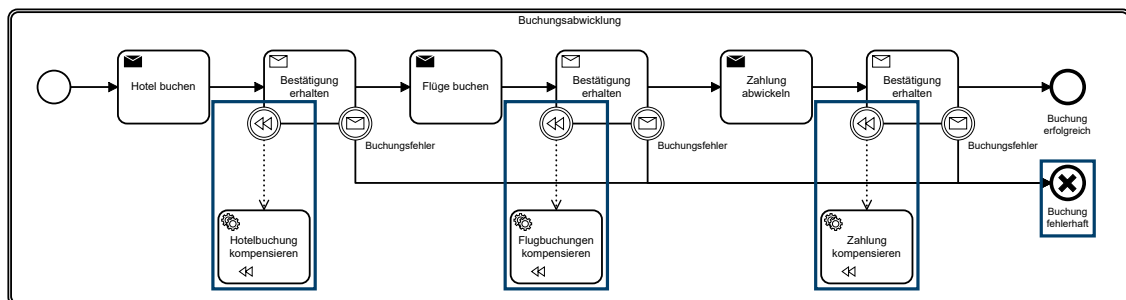 Buchungsabwicklung
Hotel buchen
Bestätigung
erhalten
Flüge buchen
Bestätigung
erhalten
Zahlung
abwickeln
Bestätigung
erhalten
Buchung
erfolgreich
Buchungsfehler
Buchungsfehler
Buchungsfehler
Buchung
fehlerhaft
Hotelbuchung
kompensieren
Flugbuchungen
kompensieren
Zahlung
kompensieren